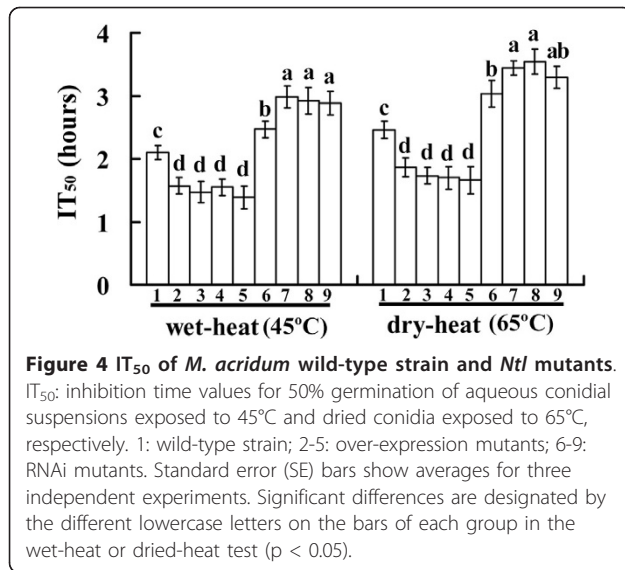 4
3
2
1
0
IT50 (hours)
c d d d d b a a a
c d d d d b a a ab
1 2 3 4 5 6 7 8 9
1 2 3 4 5 6 7 8 9
wet-heat (45°C)
dry-heat (65°C)
Figure 4 IT50 of M. acridum wild-type strain and Ntl mutants.
IT50: inhibition time values for 50% germination of aqueous conidial
suspensions exposed to 45°C and dried conidia exposed to 65°C,
respectively. 1: wild-type strain; 2-5: over-expression mutants; 6-9:
RNAi mutants. Standard error (SE) bars show averages for three
independent experiments. Significant differences are designated by
the different lowercase letters on the bars of each group in the
wet-heat or dried-heat test (p < 0.05).